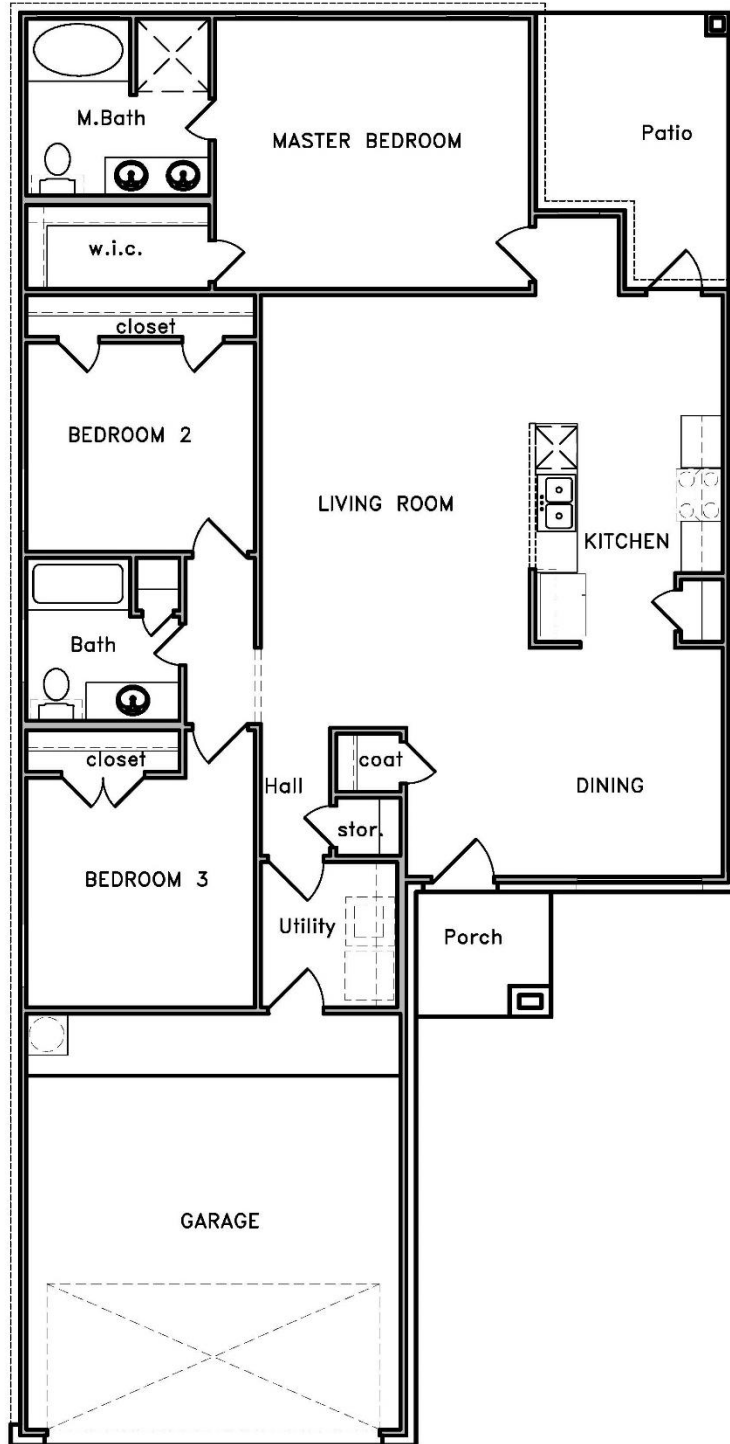 M.Bath
MASTER BEDROOM
Patio
w.i.c.
closet
BEDROOM 2
LIVING ROOM
KITCHEN
Bath
closet
Hall
coat
DINING
stor.
BEDROOM 3
Utility
Porch
GARAGE